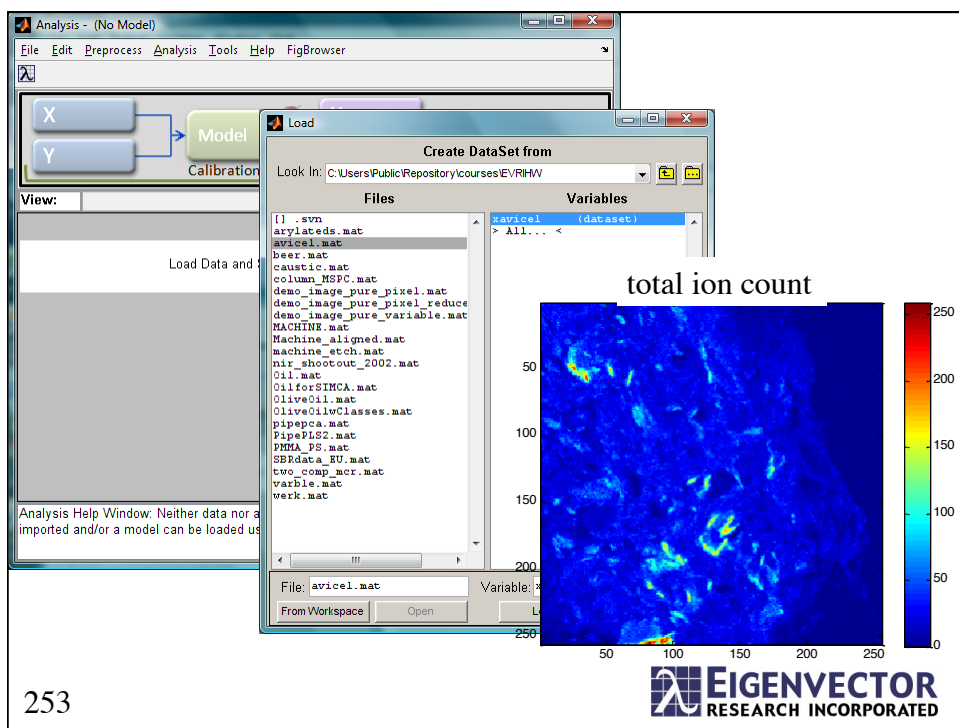 Analysis - (No Model)
File Edit Preprocess Analysis Tools Help FigBrowser
X
Y
Model
Calibration
View:
Load Data and
Analysis Help Window: Neither data nor a
imported and/or a model can be loaded us
Load
Create DataSet from
Look In: C:\Users\Public\Repository\courses\EVRIHW
Files
Variables
[] .svn
arylateds.mat
avicel.mat
beer.mat
caustic.mat
column_MSPC.mat
demo_image_pure_pixel.mat
demo_image_pure_pixel_reduce
demo_image_pure_variable.mat
MACHINE.mat
Machine_aligned.mat
machine_etch.mat
nir_shootout_2002.mat
Oil.mat
OilforSIMCA.mat
OliveOil.mat
OliveOilwClasses.mat
pipepca.mat
PipePLS2.mat
PMMA_PS.mat
SBRdata_EU.mat
two_comp_mcr.mat
varble.mat
werk.mat
xavicel (dataset)
> All... <
File: avicel.mat
Variable: x
From Workspace
Open
total ion count
50
100
150
200
250
50 100 150 200 250
250
200
150
100
50
0
253
EIGENVECTOR
RESEARCH INCORPORATED